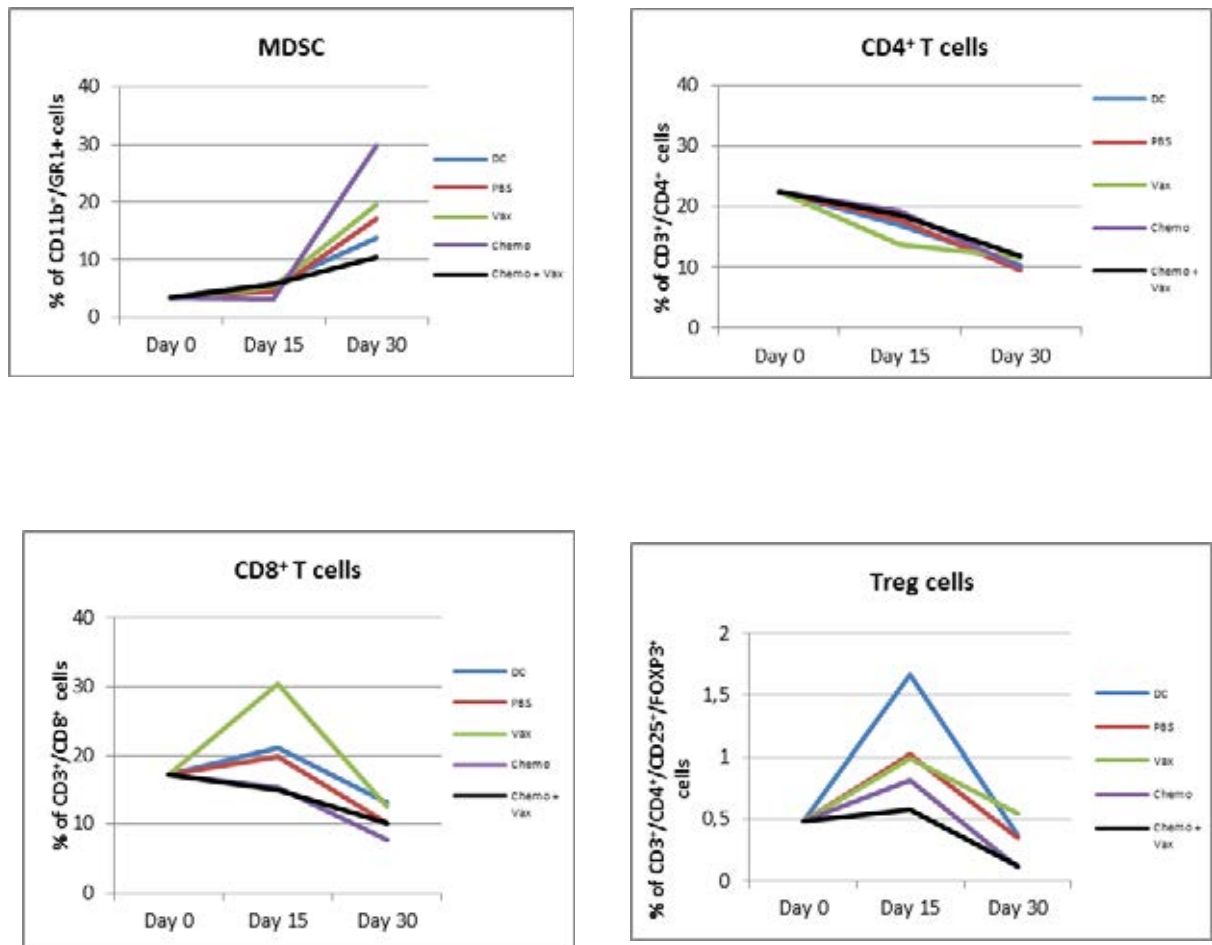 MDSC
% of CD11b⁺/GR1+ cells
40
30
20
10
0
Day 0 Day 15 Day 30
DC
PBS
Vax
Chemo
Chemo + Vax
CD4⁺ T cells
% of CD3⁺/CD4⁺ cells
40
30
20
10
0
Day 0 Day 15 Day 30
DC
PBS
Vax
Chemo
Chemo +
Vax
CD8⁺ T cells
% of CD3⁺/CD8⁺ cells
40
30
20
10
0
Day 0 Day 15 Day 30
DC
PBS
Vax
Chemo
Chemo +
Vax
Treg cells
% of CD3⁺/CD4⁺/CD25⁺/FOXP3⁺
cells
2
1,5
1
0,5
0
Day 0 Day 15 Day 30
DC
PBS
Vax
Chemo
Chemo +
Vax